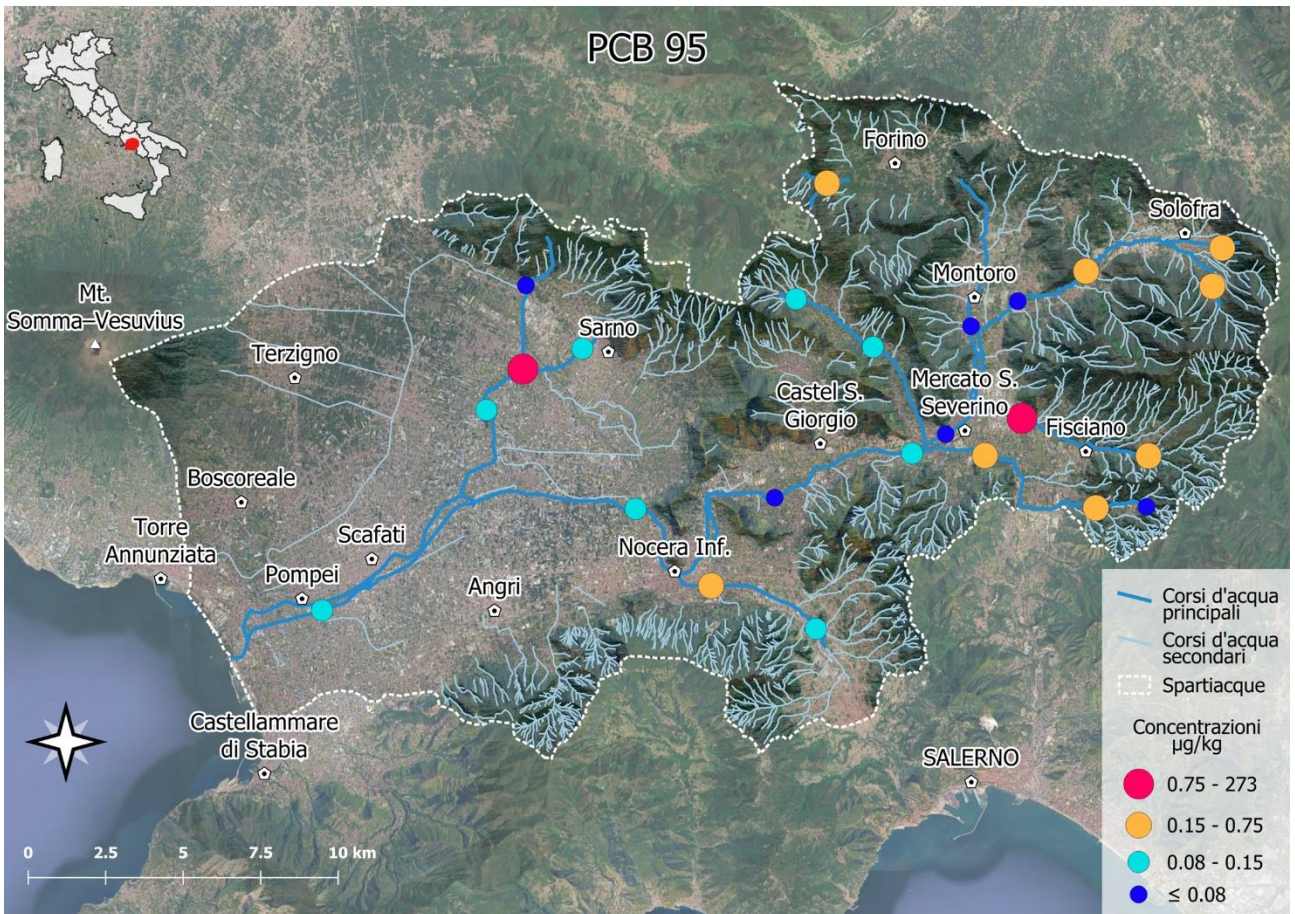 PCB 95
Forino
Solofra
Montoro
Mt.
Somma–Vesuvius
Terzigno
Sarno
Castel S.
Giorgio
Mercato S.
Severino
Fisciano
Boscoreale
Torre
Annunziata
Scafati
Pompei
Nocera Inf.
Angri
Castellammare
di Stabia
SALERNO
0 2.5 5 7.5 10 km
Corsi d'acqua
principali
Corsi d'acqua
secondari
Spartiacque
Concentrazioni
µg/kg
0.75 - 273
0.15 - 0.75
0.08 - 0.15
≤ 0.08